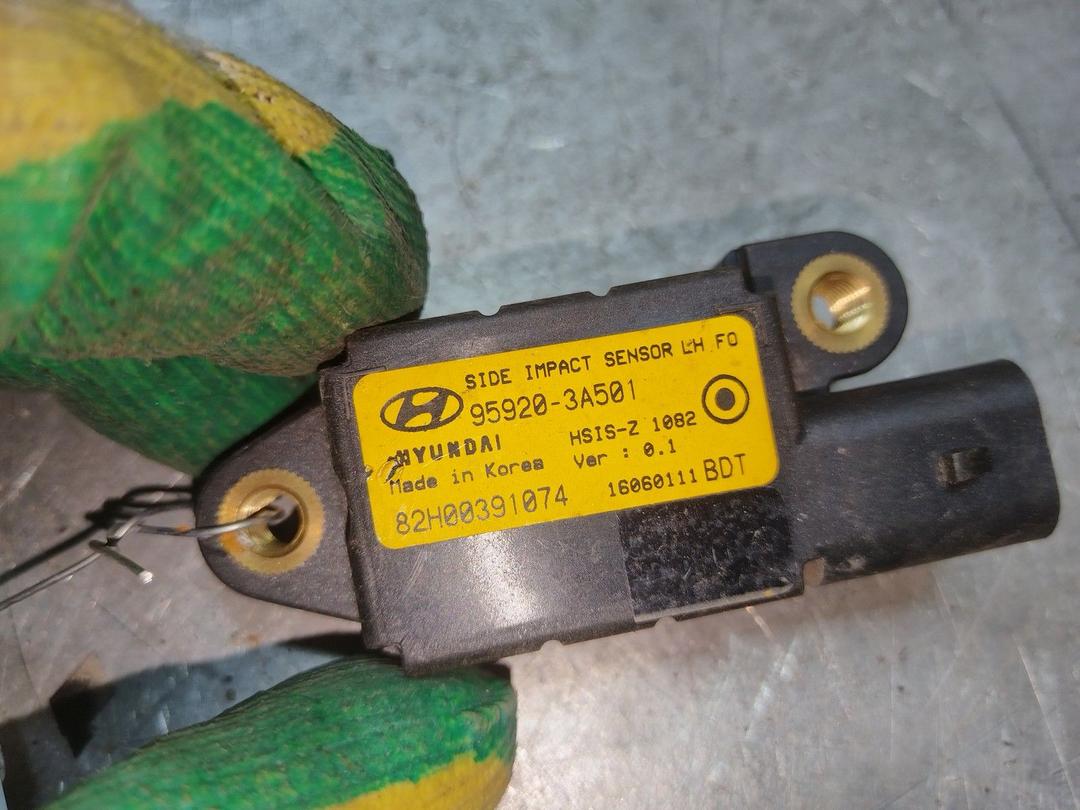 SIDE IMPACT SENSOR LH FO
95920-3A501
HYUNDAI
HSIS-Z 1082
Made in Korea
Ver : 0.1
82H00391074
16060111 BDT